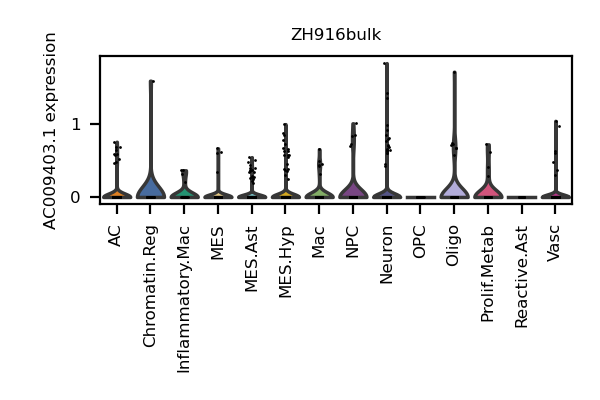 ZH916bulk
AC009403.1 expression
1
0
AC
Chromatin.Reg
Inflammatory.Mac
MES
MES.Ast
MES.Hyp
Mac
NPC
Neuron
OPC
Oligo
Prolif.Metab
Reactive.Ast
Vasc